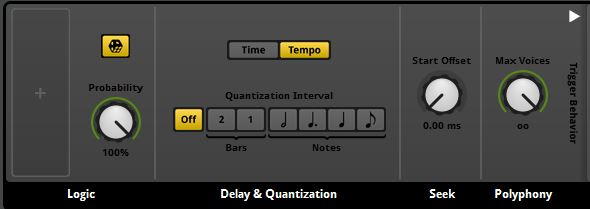 +
Probability
100%
Logic
Time Tempo
Quantization Interval
Off 2 1
Bars Notes
Delay & Quantization
Start Offset
0.00 ms
Seek
Max Voices
∞
Polyphony
Trigger Behavior